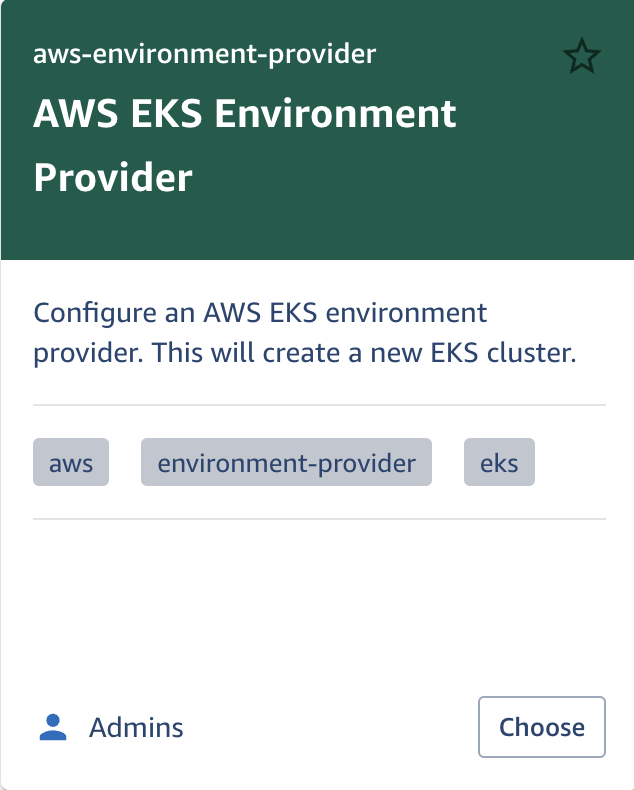 aws-environment-provider
AWS EKS Environment
Provider
Configure an AWS EKS environment
provider. This will create a new EKS cluster.
aws environment-provider eks
Admins Choose